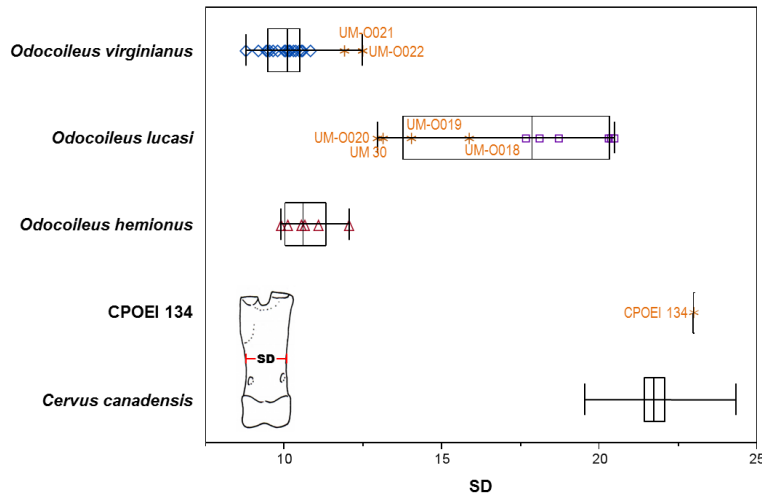 UM-O021
Odocoileus virginianus
UM-O022
UM-O019
Odocoileus lucasi
UM-O020
UM 30
UM-O018
Odocoileus hemionus
CPOEI 134
CPOEI 134
SD
Cervus canadensis
10
15
20
25
SD